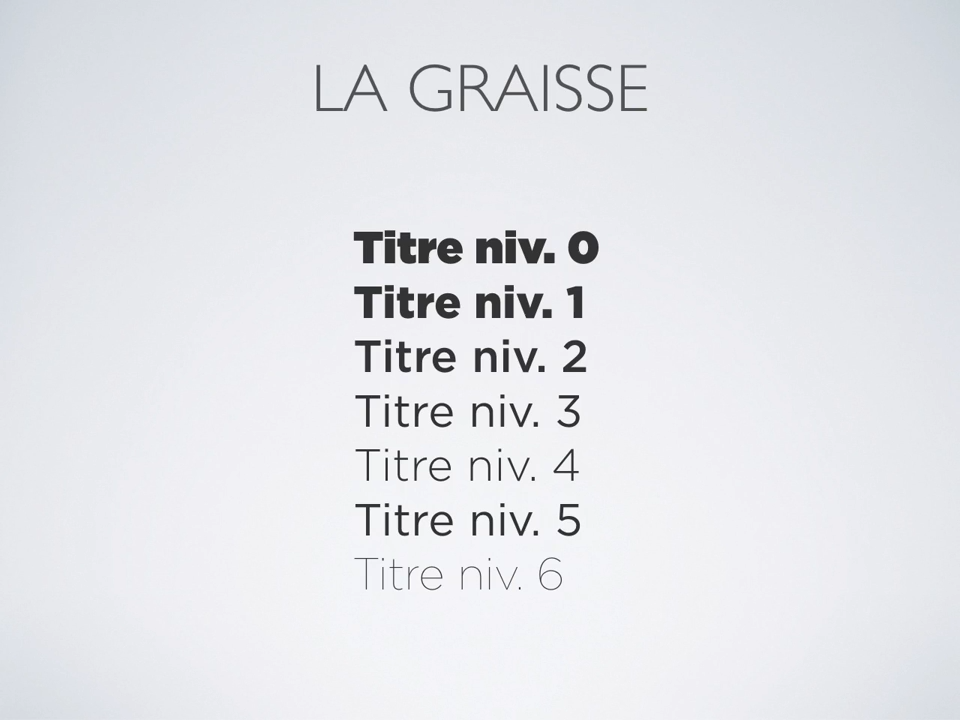 LA GRAISSE
Titre niv. 0
Titre niv. 1
Titre niv. 2
Titre niv. 3
Titre niv. 4
Titre niv. 5
Titre niv. 6